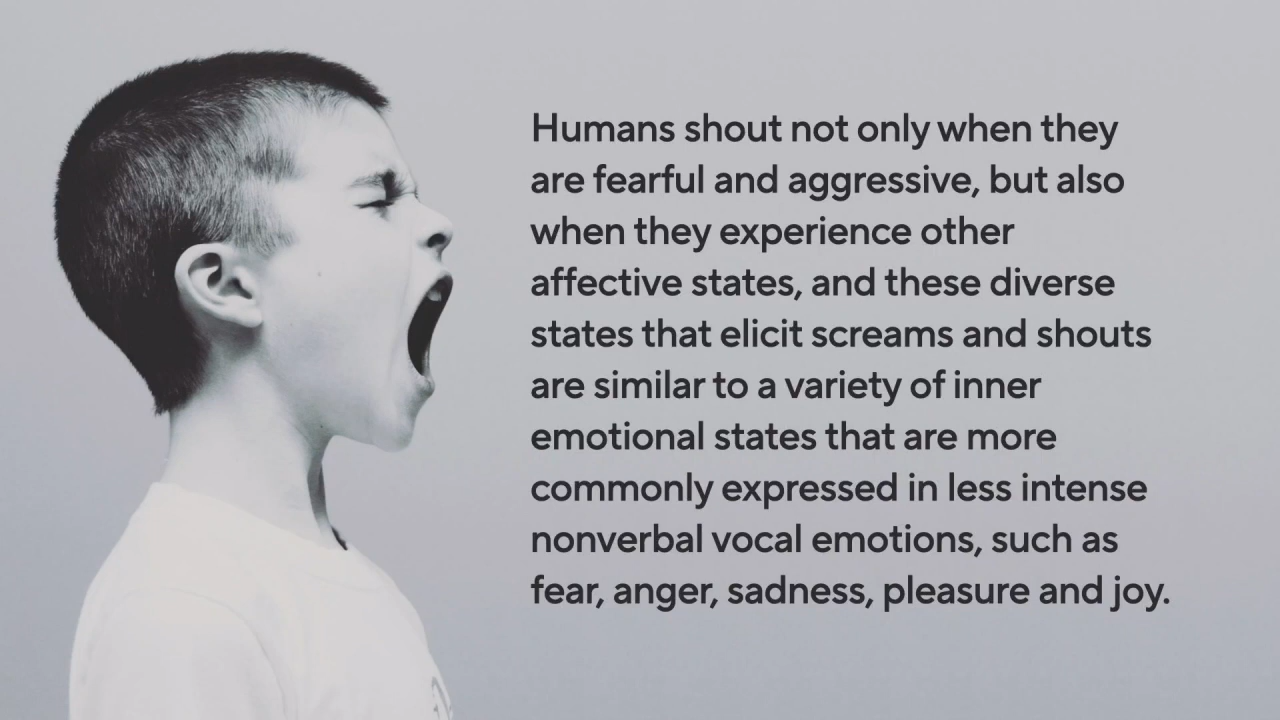 Humans shout not only when they
are fearful and aggressive, but also
when they experience other
affective states, and these diverse
states that elicit screams and shouts
are similar to a variety of inner
emotional states that are more
commonly expressed in less intense
nonverbal vocal emotions, such as
fear, anger, sadness, pleasure and joy.